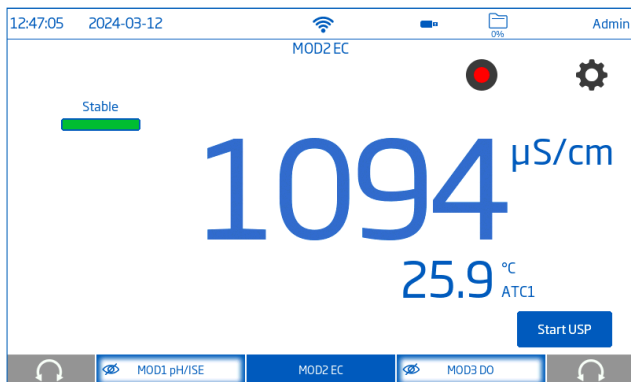 12:47:05 2024-03-12 0% Admin
MOD2 EC
Stable
1094 µS/cm
25.9 °C
ATC1
Start USP
MOD1 pH/ISE MOD2 EC MOD3 DO